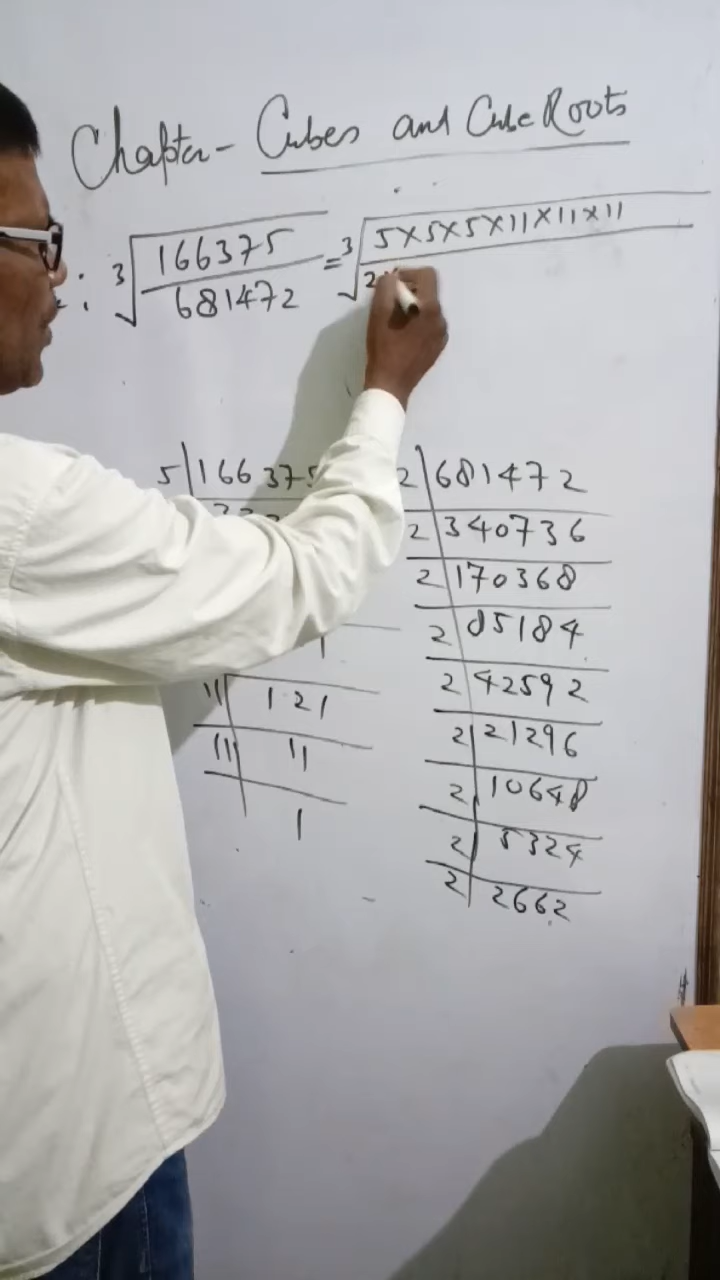 Chapter - Cubes and Cube Roots
: ∛(166375/681472) = ∛(5×5×5×11×11×11/2
5 | 166375
11 | 121
11 | 11
1
2 | 681472
2 | 340736
2 | 170368
2 | 85184
2 | 42592
2 | 21296
2 | 10648
2 | 5324
2 | 2662